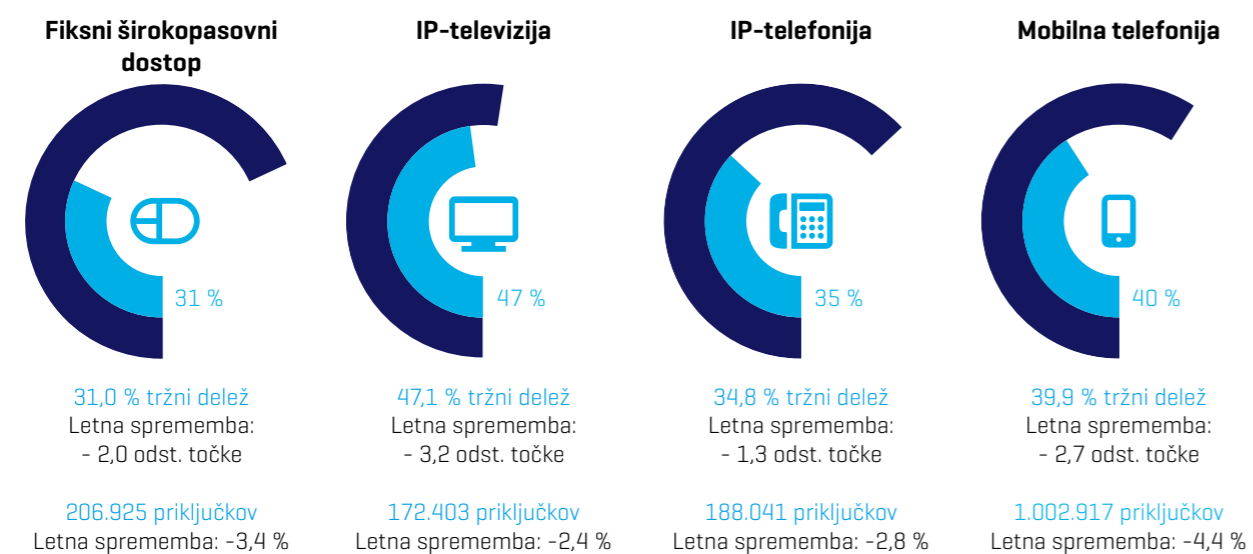 Fiksni širokopasovni
dostop
31 %
31,0 % tržni delež
Letna sprememba:
- 2,0 odst. točke
206.925 priključkov
Letna sprememba: -3,4 %
IP-televizija
47 %
47,1 % tržni delež
Letna sprememba:
- 3,2 odst. točke
172.403 priključkov
Letna sprememba: -2,4 %
IP-telefonija
35 %
34,8 % tržni delež
Letna sprememba:
- 1,3 odst. točke
188.041 priključkov
Letna sprememba: -2,8 %
Mobilna telefonija
40 %
39,9 % tržni delež
Letna sprememba:
- 2,7 odst. točke
1.002.917 priključkov
Letna sprememba: -4,4 %